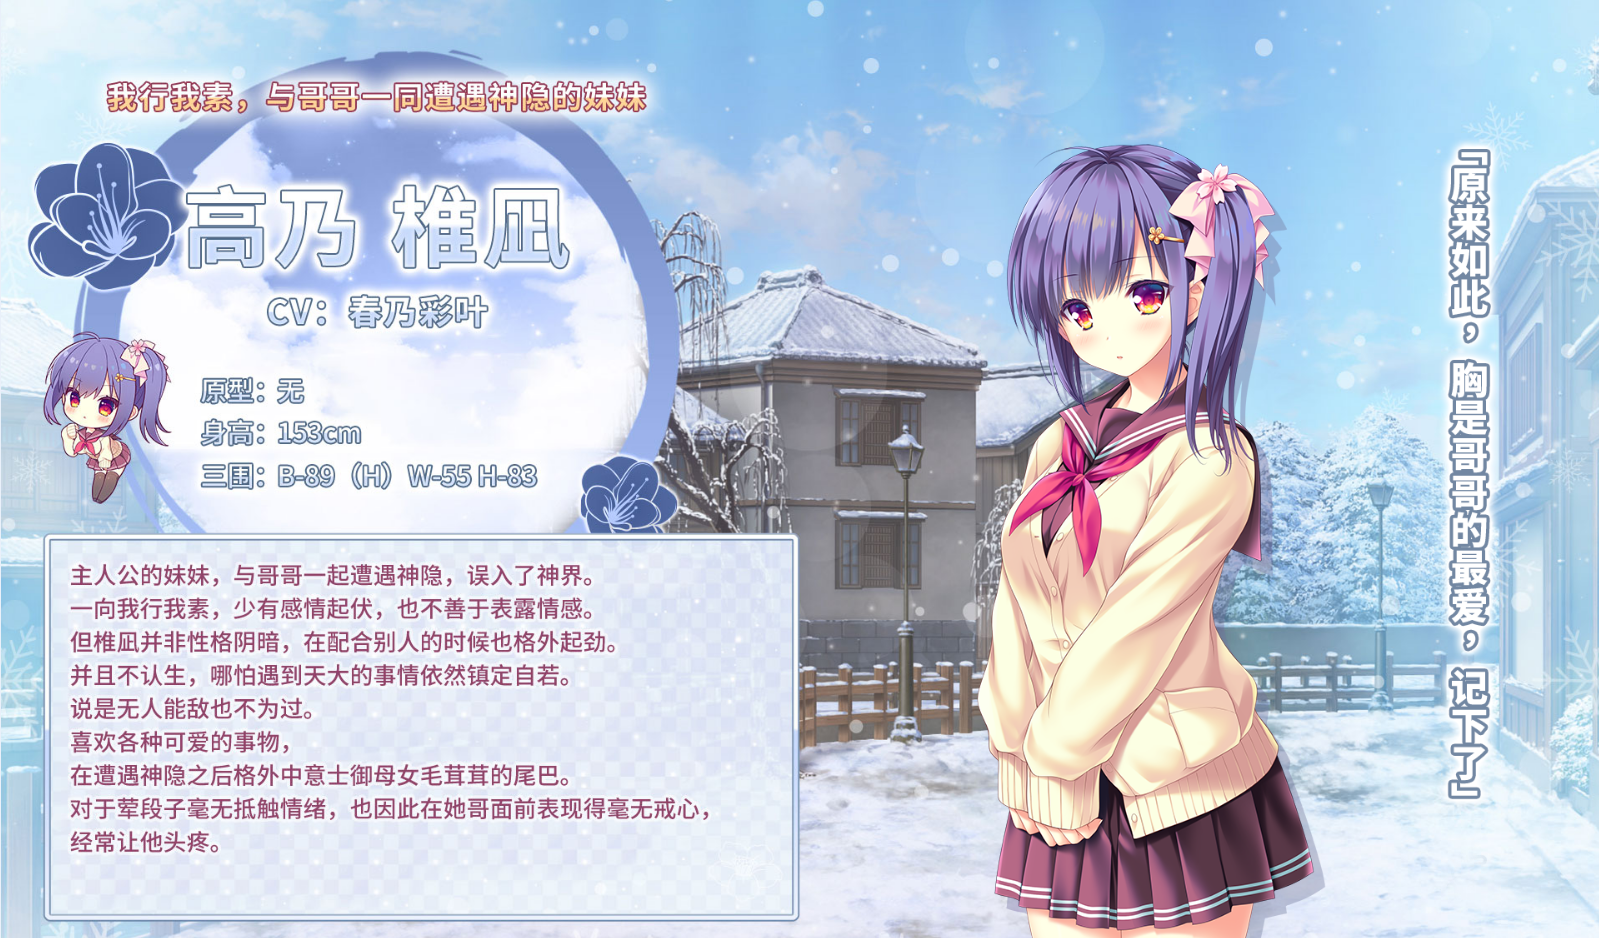 我行我素，与哥哥一同遭遇神隐的妹妹
高乃 椎凪
CV：春乃彩叶
原型：无
身高：153cm
三围：B-89（H）W-55 H-83
主人公的妹妹，与哥哥一起遭遇神隐，误入了神界。
一向我行我素，少有感情起伏，也不善于表露情感。
但椎凪并非性格阴暗，在配合别人的时候也格外起劲。
并且不认生，哪怕遇到天大的事情依然镇定自若。
说是无人能敌也不为过。
喜欢各种可爱的事物，
在遭遇神隐之后格外中意士御母女毛茸茸的尾巴。
对于荤段子毫无抵触情绪，也因此在她哥面前表现得毫无戒心，
经常让他头疼。
『原来如此，胸是哥哥的最爱，记下了』